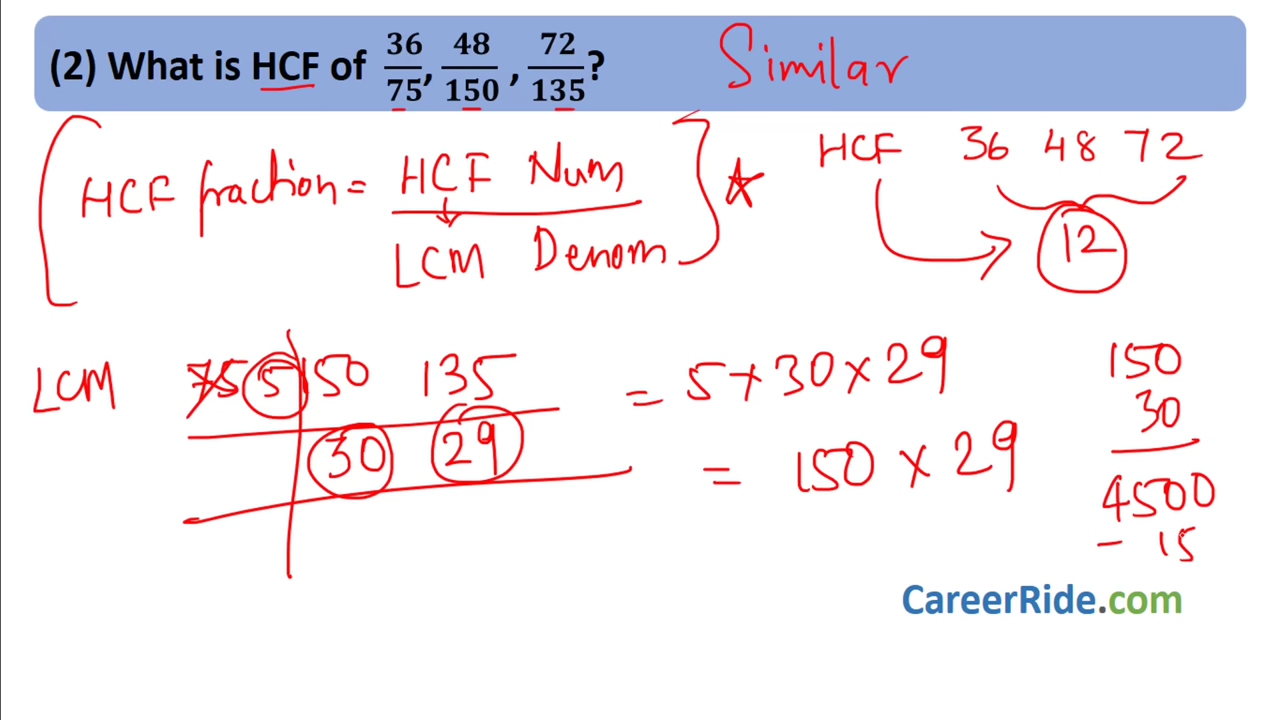 (2) What is HCF of 36/75, 48/150, 72/135? Similar
HCF fraction = HCF Num / LCM Denom
HCF 36 48 72
12
LCM 75 5 150 135
30 29
= 5 × 30 × 29
= 150 × 29
150
30
4500
- 15
CareerRide.com